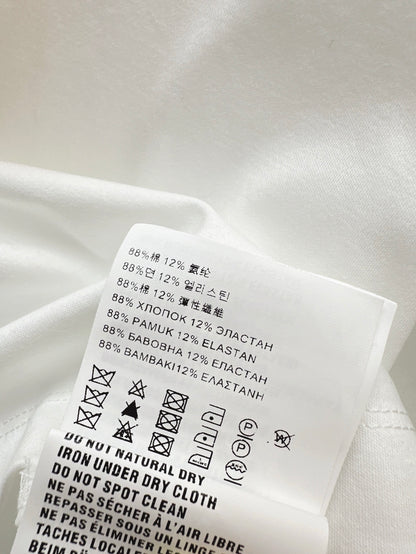 88%棉 12% 氨纶
88%면 12% 엘라스틴
88%棉 12% 彈性纖維
88% ХЛОПОК 12% ЭЛАСТАН
88% PAMUK 12% ELASTAN
88% БАВОВНА 12% ЕЛАСТАН
88% ΒΑΜΒΑΚΙ12% ΕΛΑΣΤΑΝΗ
DO NOT NATURAL DRY
IRON UNDER DRY CLOTH
DO NOT SPOT CLEAN
NE PAS SÉCHER À L'AIR LIBRE
REPASSER SOUS UN LINGE
NE PAS ÉLIMINER LES
TACHES LOCALE
BEIM